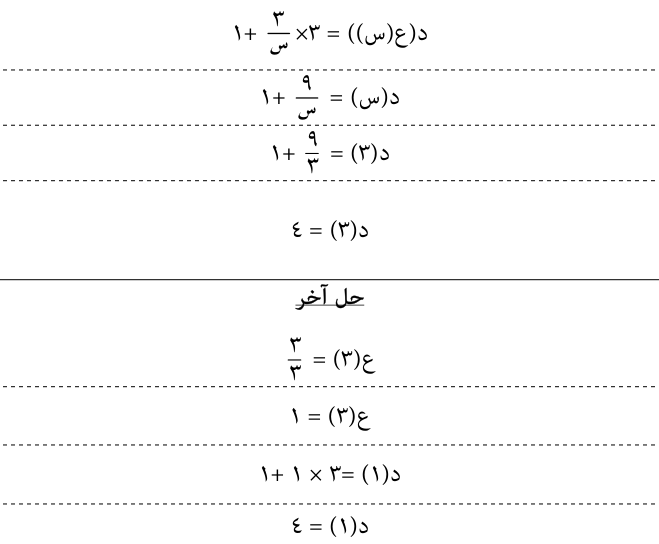 د(ع(س)) = ٣× ٣/س +١
د(س) = ٩/س +١
د(٣) = ٩/٣ +١
د(٣) = ٤
حل آخر
ع(٣) = ٣/٣
ع(٣) = ١
د(١) =٣ × ١ +١
د(١) = ٤